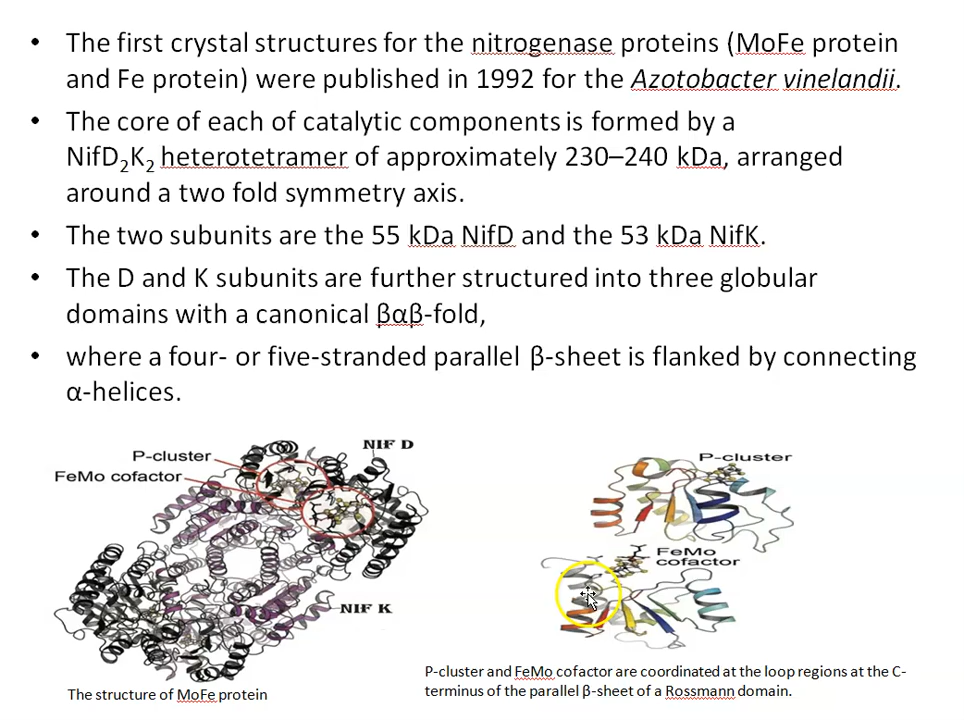 • The first crystal structures for the nitrogenase proteins (MoFe protein
and Fe protein) were published in 1992 for the Azotobacter vinelandii.
• The core of each of catalytic components is formed by a
NifD₂K₂ heterotetramer of approximately 230–240 kDa, arranged
around a two fold symmetry axis.
• The two subunits are the 55 kDa NifD and the 53 kDa NifK.
• The D and K subunits are further structured into three globular
domains with a canonical βαβ-fold,
• where a four- or five-stranded parallel β-sheet is flanked by connecting
α-helices.
NIF D
P-cluster
FeMo cofactor
NIF K
The structure of MoFe protein
P-cluster
FeMo
cofactor
P-cluster and FeMo cofactor are coordinated at the loop regions at the C-
terminus of the parallel β-sheet of a Rossmann domain.